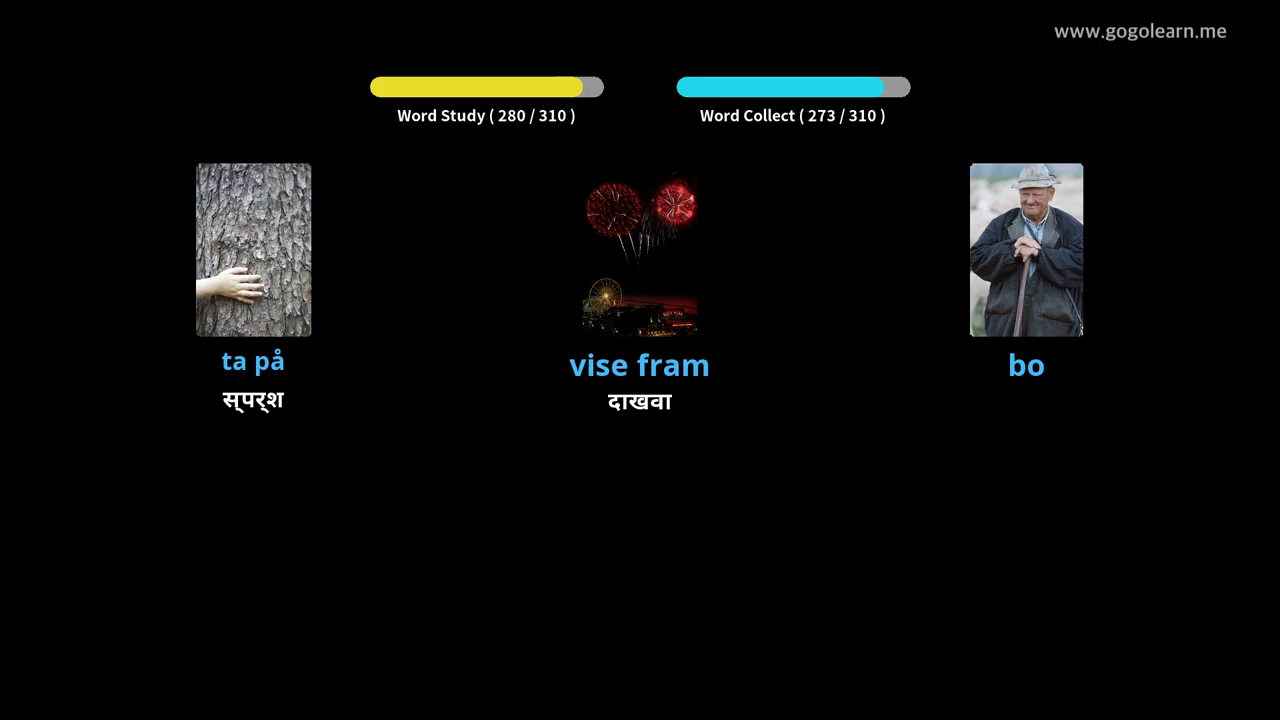 www.gogolearn.me
Word Study ( 280 / 310 )
Word Collect ( 273 / 310 )
ta på
vise fram
bo
स्पर्श
दाखवा